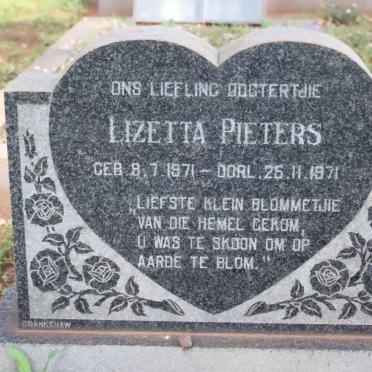 ONS LIEFLING DOGTERTJIE
LIZETTA PIETERS
GEB. 8.7.1971 – OORL. 25.11.1971
„LIEFSTE KLEIN BLOMMETJIE
VAN DIE HEMEL GEKOM,
U WAS TE SKOON OM OP
AARDE TE BLOM."
CRANKSHAW